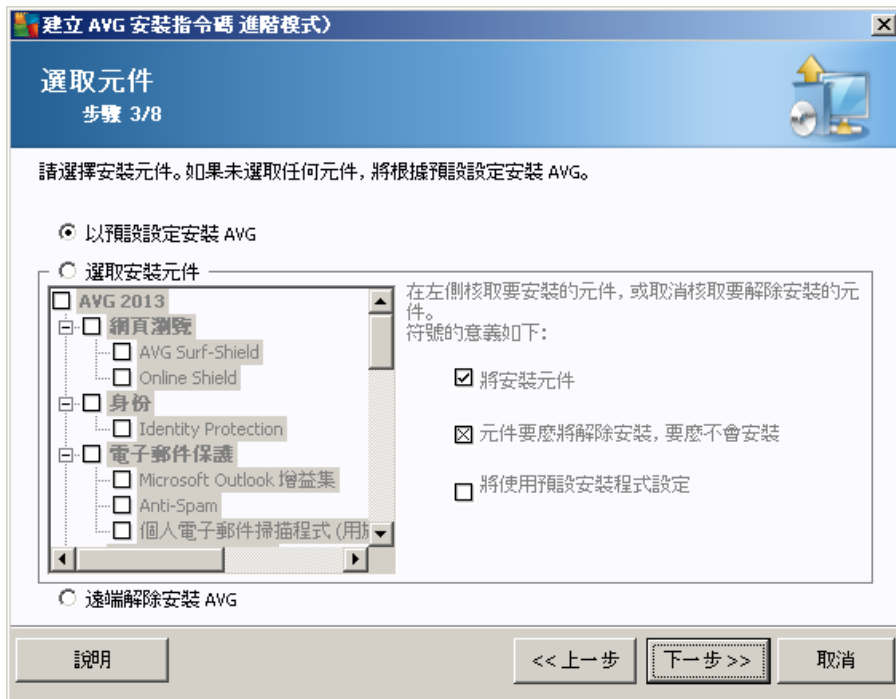 建立 AVG 安裝指令碼 進階模式)
選取元件
步驟 3/8
請選擇安裝元件。如果未選取任何元件, 將根據預設設定安裝 AVG。
以預設設定安裝 AVG
選取安裝元件
AVG 2013
網頁瀏覽
AVG Surf-Shield
Online Shield
身份
Identity Protection
電子郵件保護
Microsoft Outlook 增益集
Anti-Spam
個人電子郵件掃描程式 (用於
在左側核取要安裝的元件, 或取消核取要解除安裝的元
件。
符號的意義如下:
將安裝元件
元件要麼將解除安裝, 要麼不會安裝
將使用預設安裝程式設定
遠端解除安裝 AVG
說明
<< 上一步
下一步 >>
取消